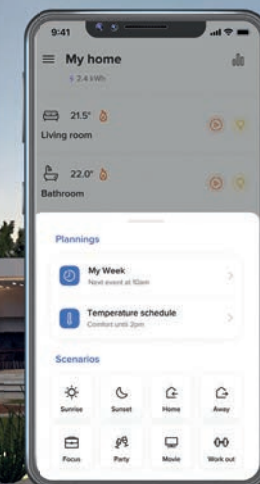 9:41
My home
2.4 kWh
21.5°
Living room
22.0°
Bathroom
Plannings
My Week
Next event at 10am
Temperature schedule
Comfort until 2pm
Scenarios
Sunrise Sunset Home Away
Focus Party Movie Work out